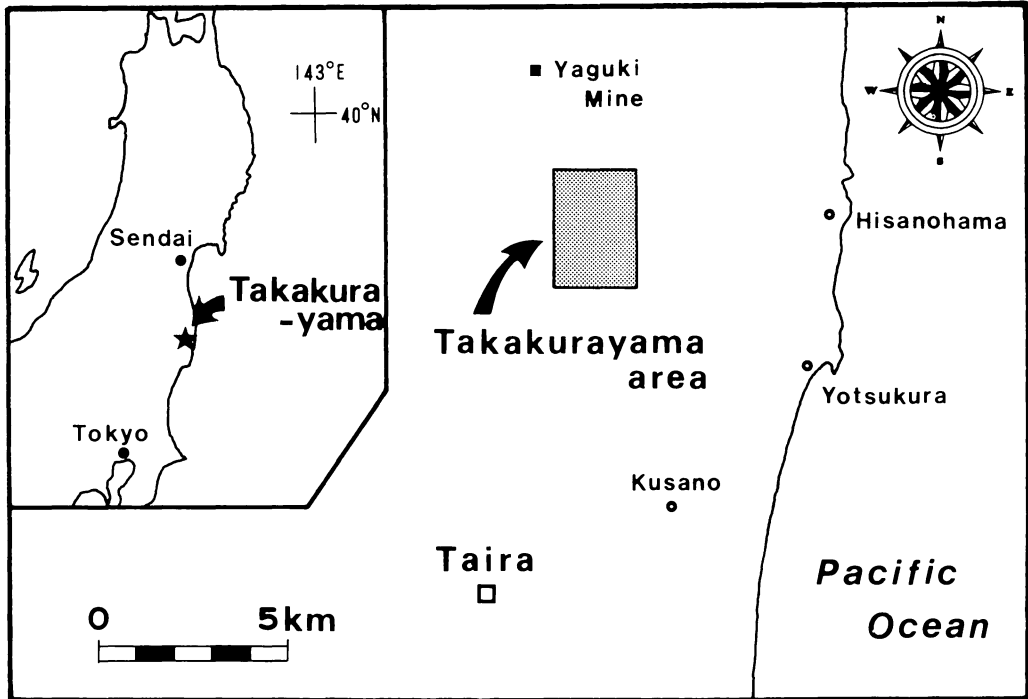 143°E
40°N
Sendai
Takakura
-yama
Tokyo
Yaguki
Mine
N
W
E
S
Hisanohama
Takakurayama
area
Yotsukura
Kusano
Taira
Pacific
Ocean
0
5km